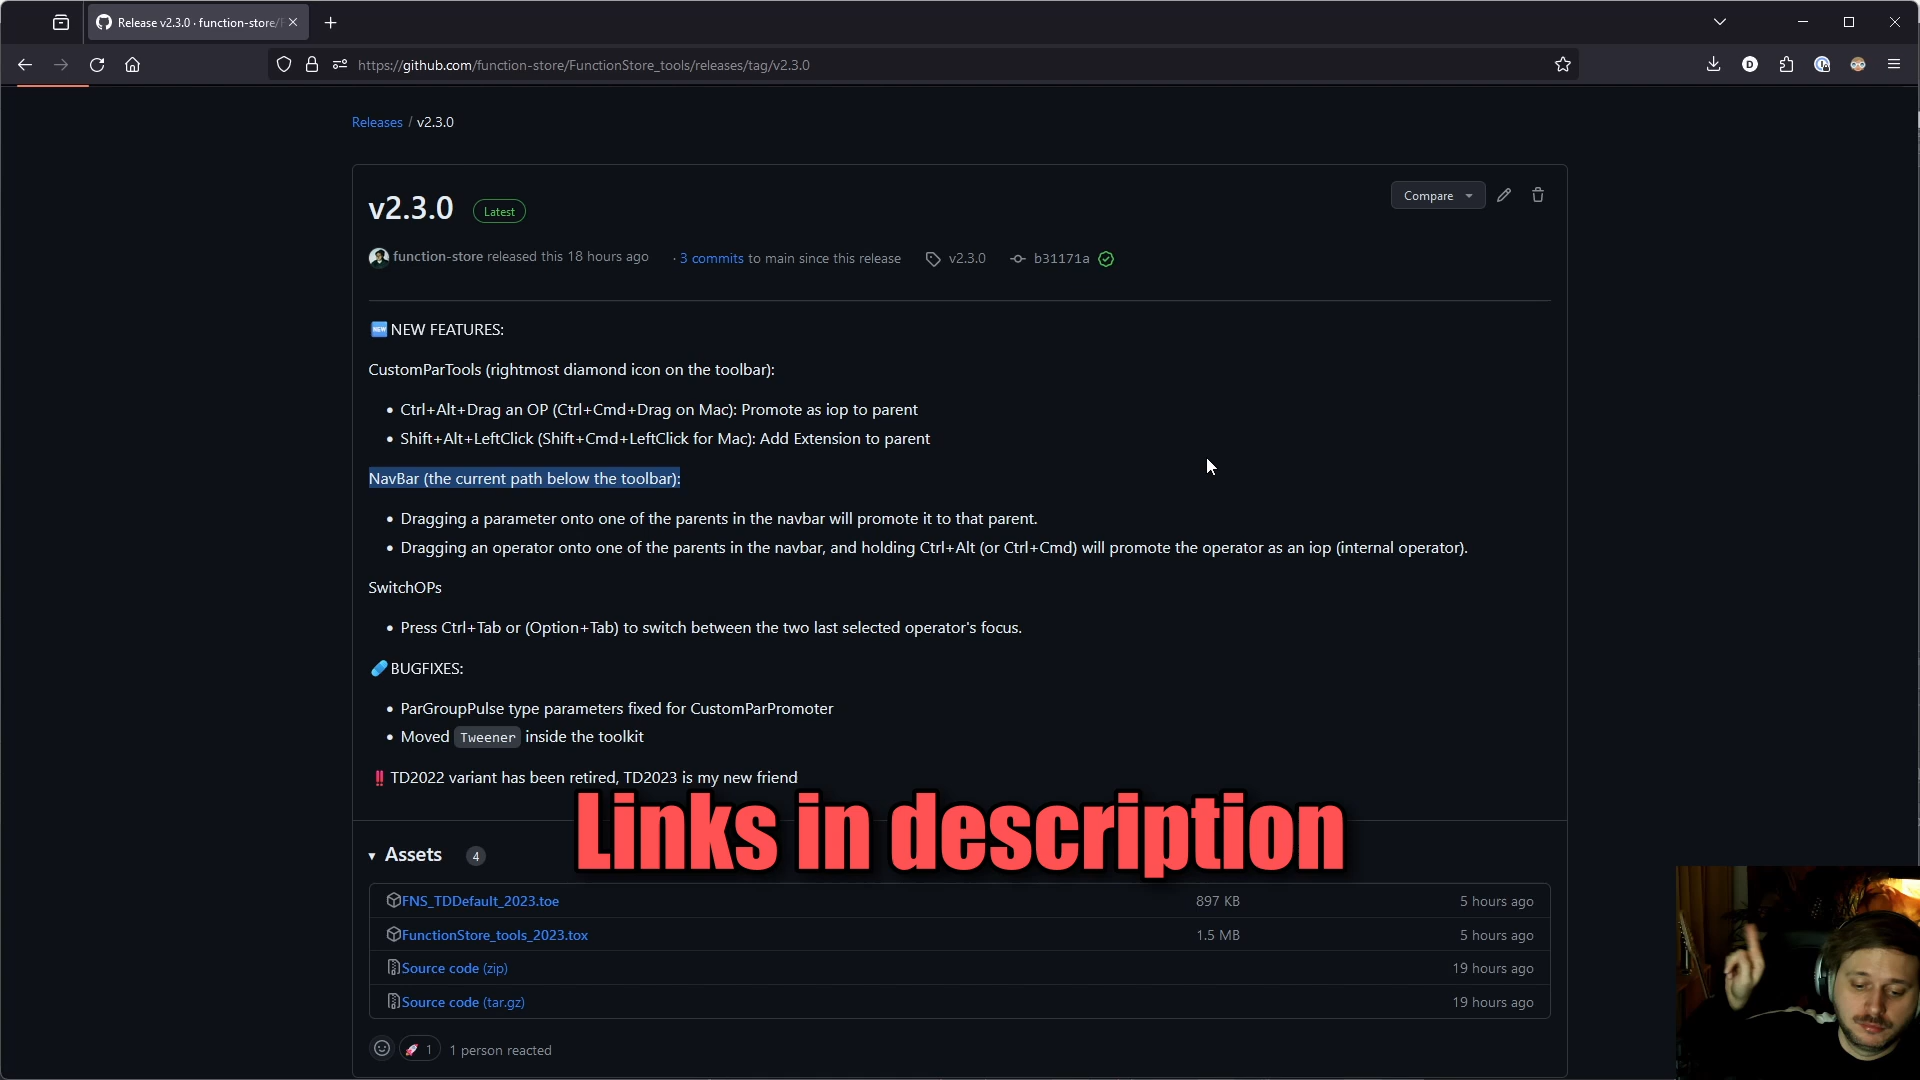 Release v2.3.0 · function-store/F
https://github.com/function-store/FunctionStore_tools/releases/tag/v2.3.0
Releases / v2.3.0
v2.3.0 Latest
Compare
function-store released this 18 hours ago · 3 commits to main since this release v2.3.0 b31171a
NEW NEW FEATURES:
CustomParTools (rightmost diamond icon on the toolbar):
• Ctrl+Alt+Drag an OP (Ctrl+Cmd+Drag on Mac): Promote as iop to parent
• Shift+Alt+LeftClick (Shift+Cmd+LeftClick for Mac): Add Extension to parent
NavBar (the current path below the toolbar):
• Dragging a parameter onto one of the parents in the navbar will promote it to that parent.
• Dragging an operator onto one of the parents in the navbar, and holding Ctrl+Alt (or Ctrl+Cmd) will promote the operator as an iop (internal operator).
SwitchOPs
• Press Ctrl+Tab or (Option+Tab) to switch between the two last selected operator's focus.
BUGFIXES:
• ParGroupPulse type parameters fixed for CustomParPromoter
• Moved Tweener inside the toolkit
‼ TD2022 variant has been retired, TD2023 is my new friend
Links in description
Assets 4
FNS_TDDefault_2023.toe 897 KB 5 hours ago
FunctionStore_tools_2023.tox 1.5 MB 5 hours ago
Source code (zip) 19 hours ago
Source code (tar.gz) 19 hours ago
1 1 person reacted